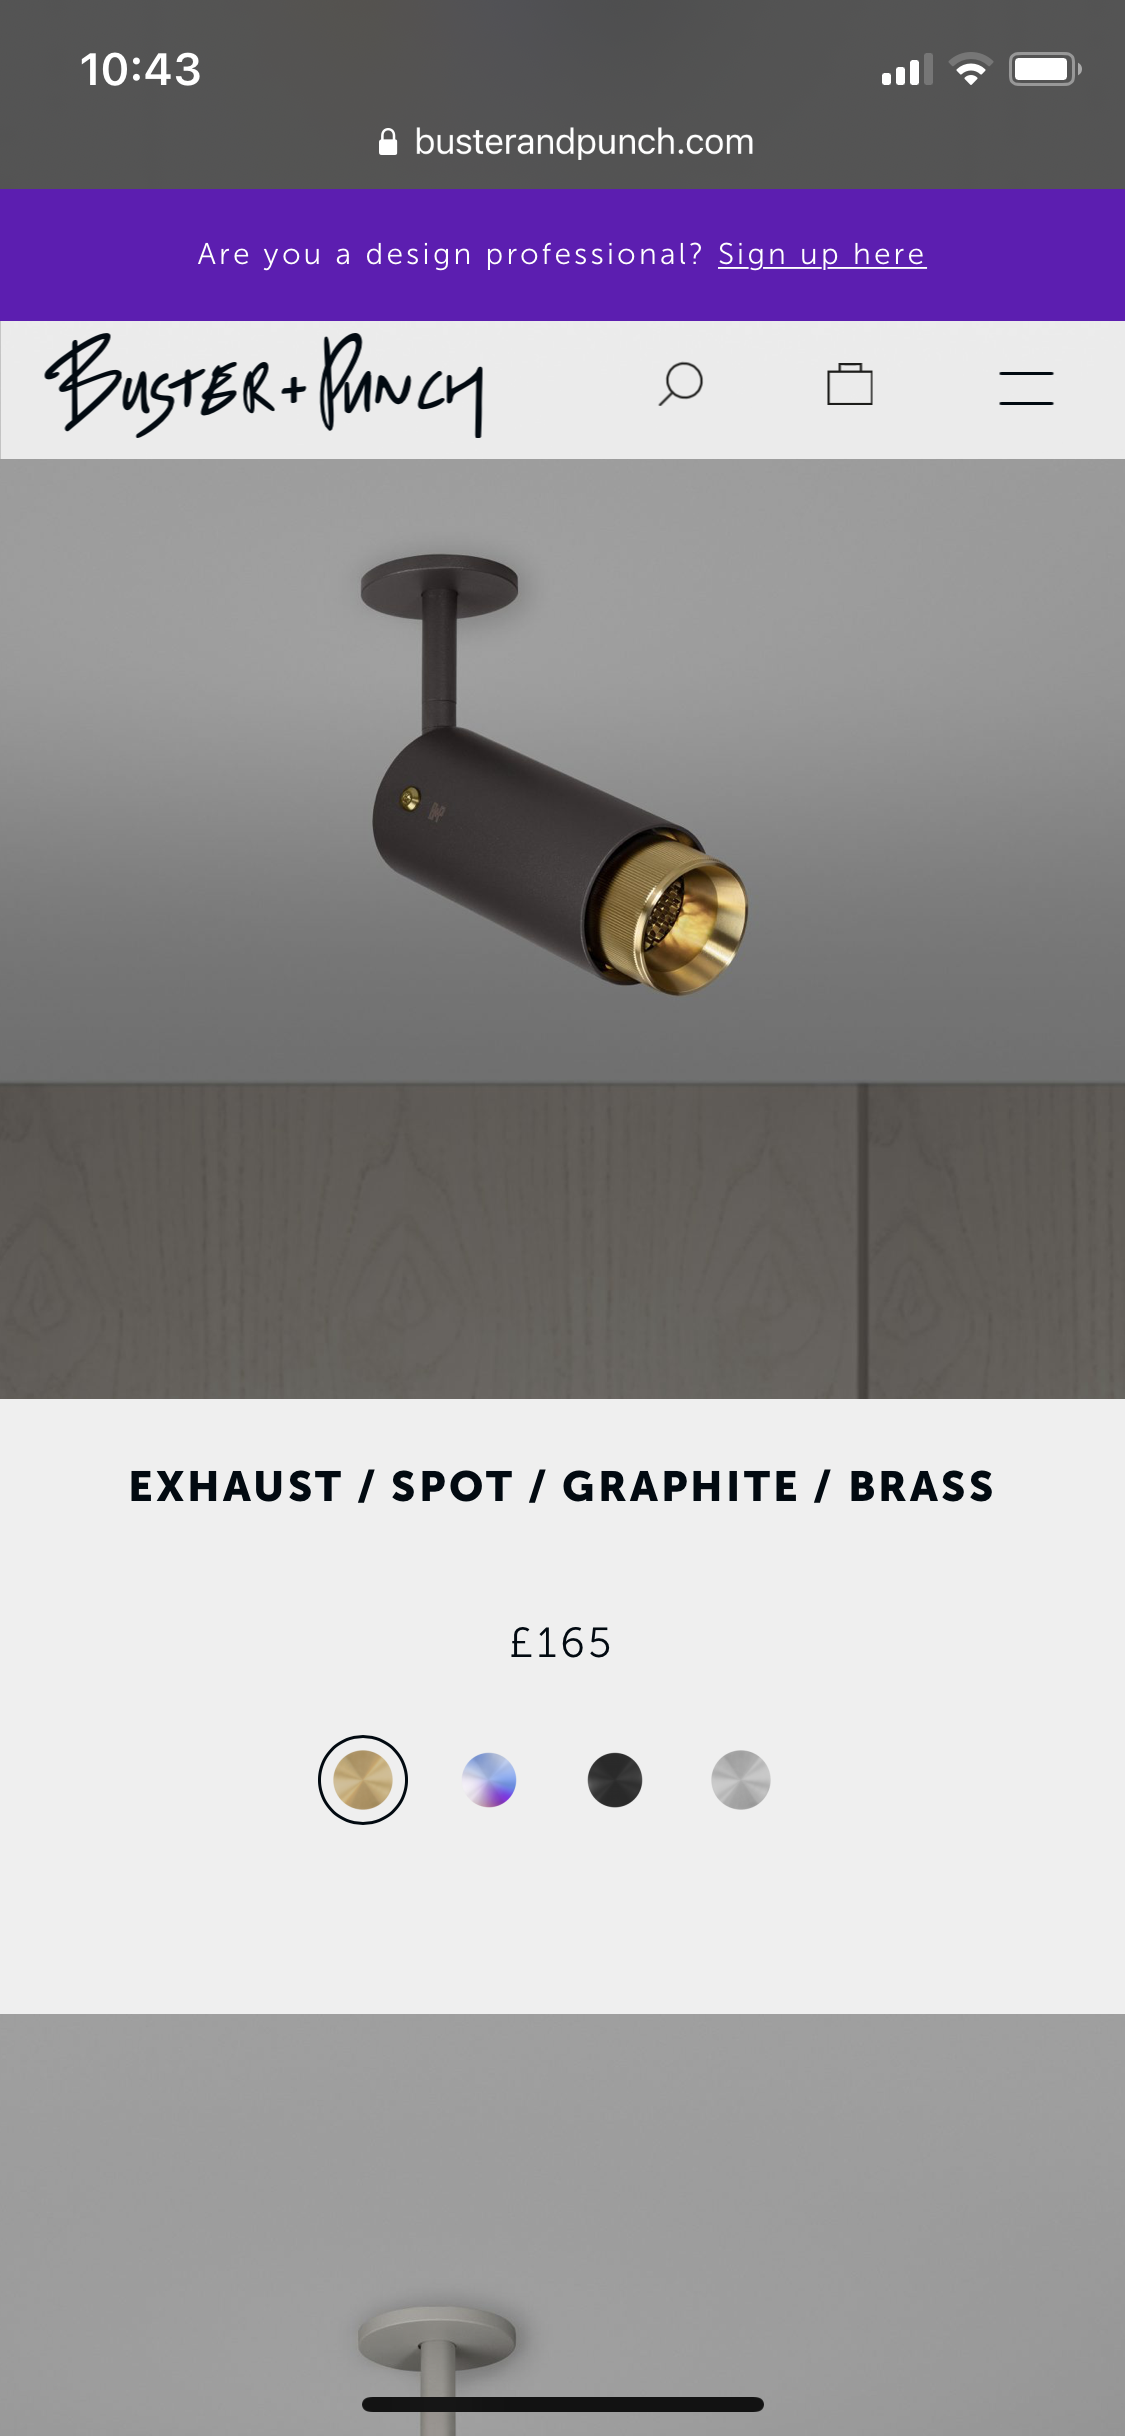 10:43
busterandpunch.com
Are you a design professional? Sign up here
BUSTER + PUNCH
EXHAUST / SPOT / GRAPHITE / BRASS
£165